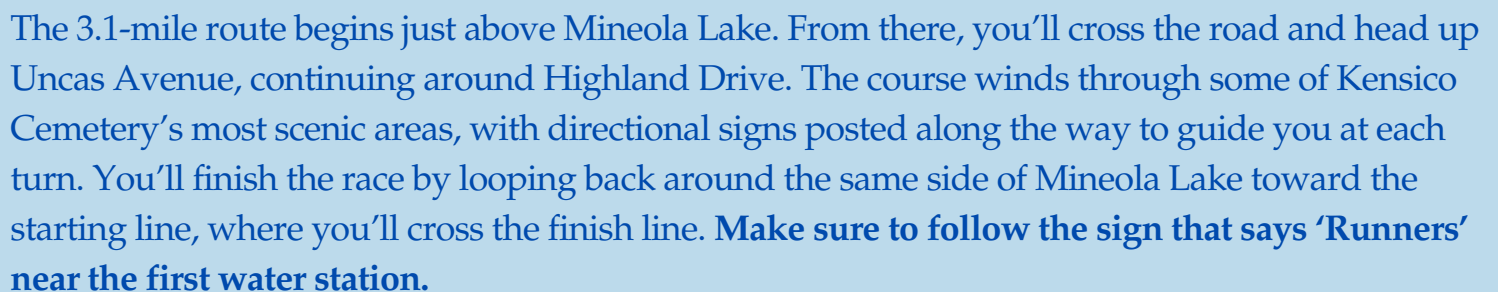 The 3.1-mile route begins just above Mineola Lake. From there, you’ll cross the road and head up
Uncas Avenue, continuing around Highland Drive. The course winds through some of Kensico
Cemetery’s most scenic areas, with directional signs posted along the way to guide you at each
turn. You’ll finish the race by looping back around the same side of Mineola Lake toward the
starting line, where you’ll cross the finish line. Make sure to follow the sign that says ‘Runners’
near the first water station.